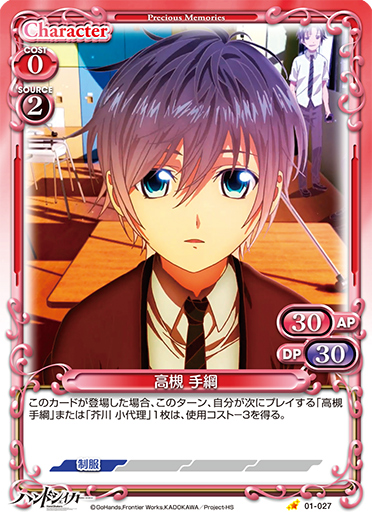 Precious Memories
Character
COST
0
SOURCE
2
30 AP
DP 30
高槻 手綱
このカードが登場した場合、このターン、自分が次にプレイする「高槻
手綱」または「芥川 小代理」1枚は、使用コスト−3を得る。
制服
ハンドシェイカー
01-027
©GoHands,Frontier Works,KADOKAWA／Project-HS